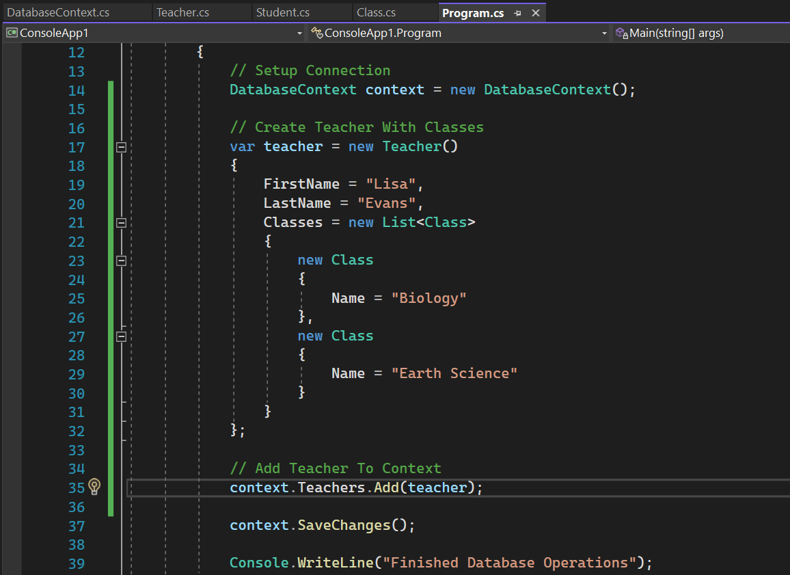 DatabaseContext.cs Teacher.cs Student.cs Class.cs Program.cs
ConsoleApp1 ConsoleApp1.Program Main(string[] args)
12 {
13 // Setup Connection
14 DatabaseContext context = new DatabaseContext();
15
16 // Create Teacher With Classes
17 var teacher = new Teacher()
18 {
19 FirstName = "Lisa",
20 LastName = "Evans",
21 Classes = new List<Class>
22 {
23 new Class
24 {
25 Name = "Biology"
26 },
27 new Class
28 {
29 Name = "Earth Science"
30 }
31 }
32 };
33
34 // Add Teacher To Context
35 context.Teachers.Add(teacher);
36
37 context.SaveChanges();
38
39 Console.WriteLine("Finished Database Operations");